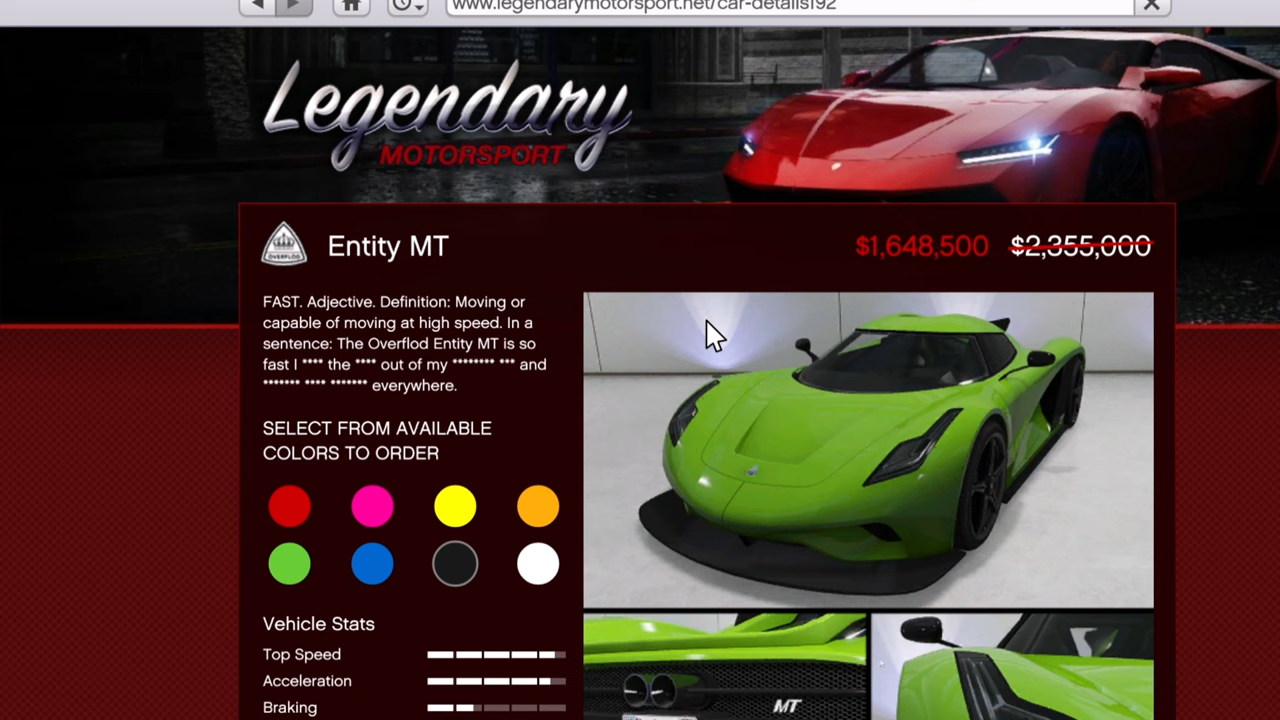 www.legendarymotorsport.net/car-details192
Legendary
MOTORSPORT
OVERFLOD
Entity MT
$1,648,500 $2,355,000
FAST. Adjective. Definition: Moving or
capable of moving at high speed. In a
sentence: The Overflod Entity MT is so
fast I **** the **** out of my ******** *** and
******* **** ******* everywhere.
SELECT FROM AVAILABLE
COLORS TO ORDER
Vehicle Stats
Top Speed
Acceleration
Braking
MT